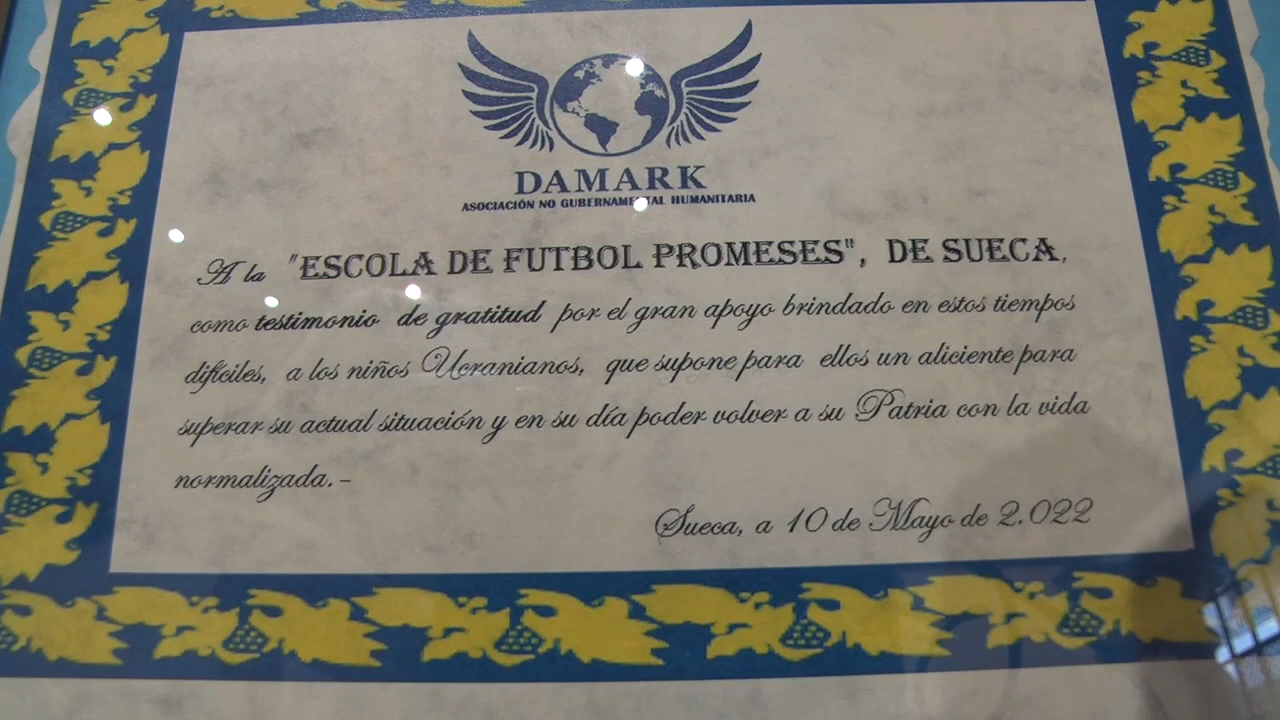 DAMARK
ASOCIACIÓN NO GUBERNAMENTAL HUMANITARIA
A la "ESCOLA DE FUTBOL PROMESES", DE SUECA,
como testimonio de gratitud por el gran apoyo brindado en estos tiempos
difíciles, a los niños Ucranianos, que supone para ellos un aliciente para
superar su actual situación y en su día poder volver a su Patria con la vida
normalizada.-
Sueca, a 10 de Mayo de 2.022